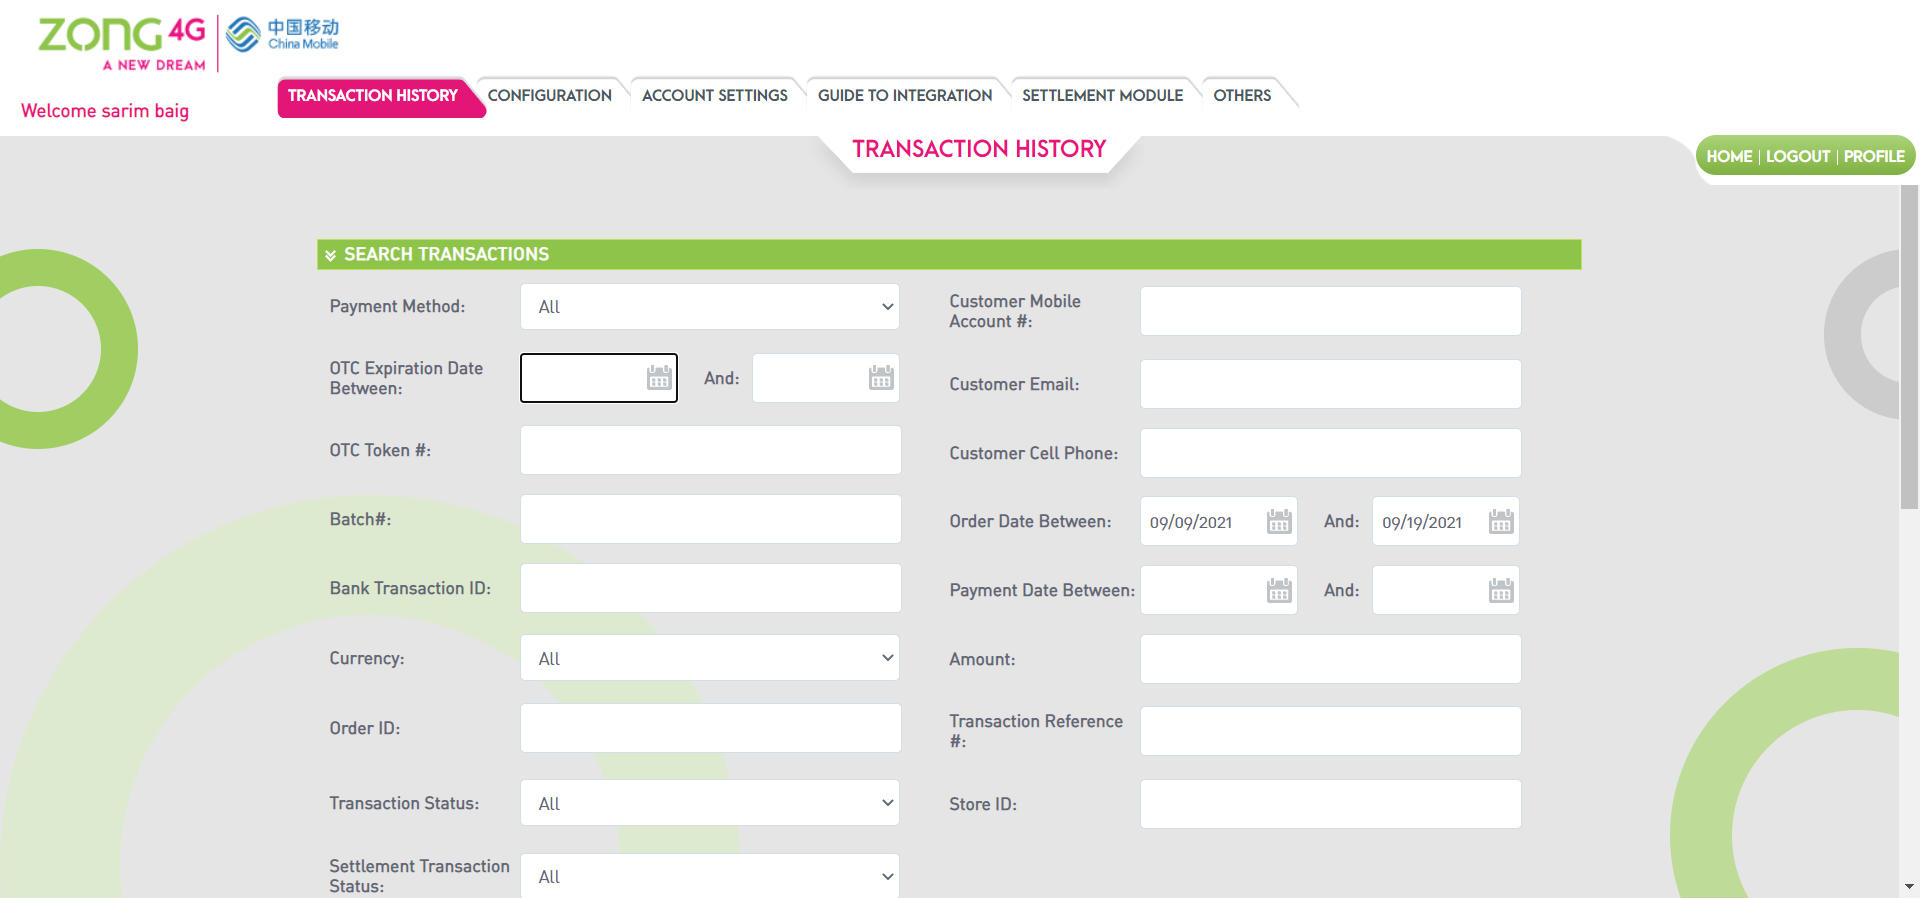 ZONG 4G
A NEW DREAM
中国移动
China Mobile
Welcome sarim baig
TRANSACTION HISTORY
CONFIGURATION
ACCOUNT SETTINGS
GUIDE TO INTEGRATION
SETTLEMENT MODULE
OTHERS
TRANSACTION HISTORY
HOME | LOGOUT | PROFILE
SEARCH TRANSACTIONS
Payment Method:
All
Customer Mobile
Account #:
OTC Expiration Date
Between:
And:
Customer Email:
OTC Token #:
Customer Cell Phone:
Batch#:
Order Date Between:
09/09/2021
And:
09/19/2021
Bank Transaction ID:
Payment Date Between:
And:
Currency:
All
Amount:
Order ID:
Transaction Reference
#:
Transaction Status:
All
Store ID:
Settlement Transaction
Status:
All